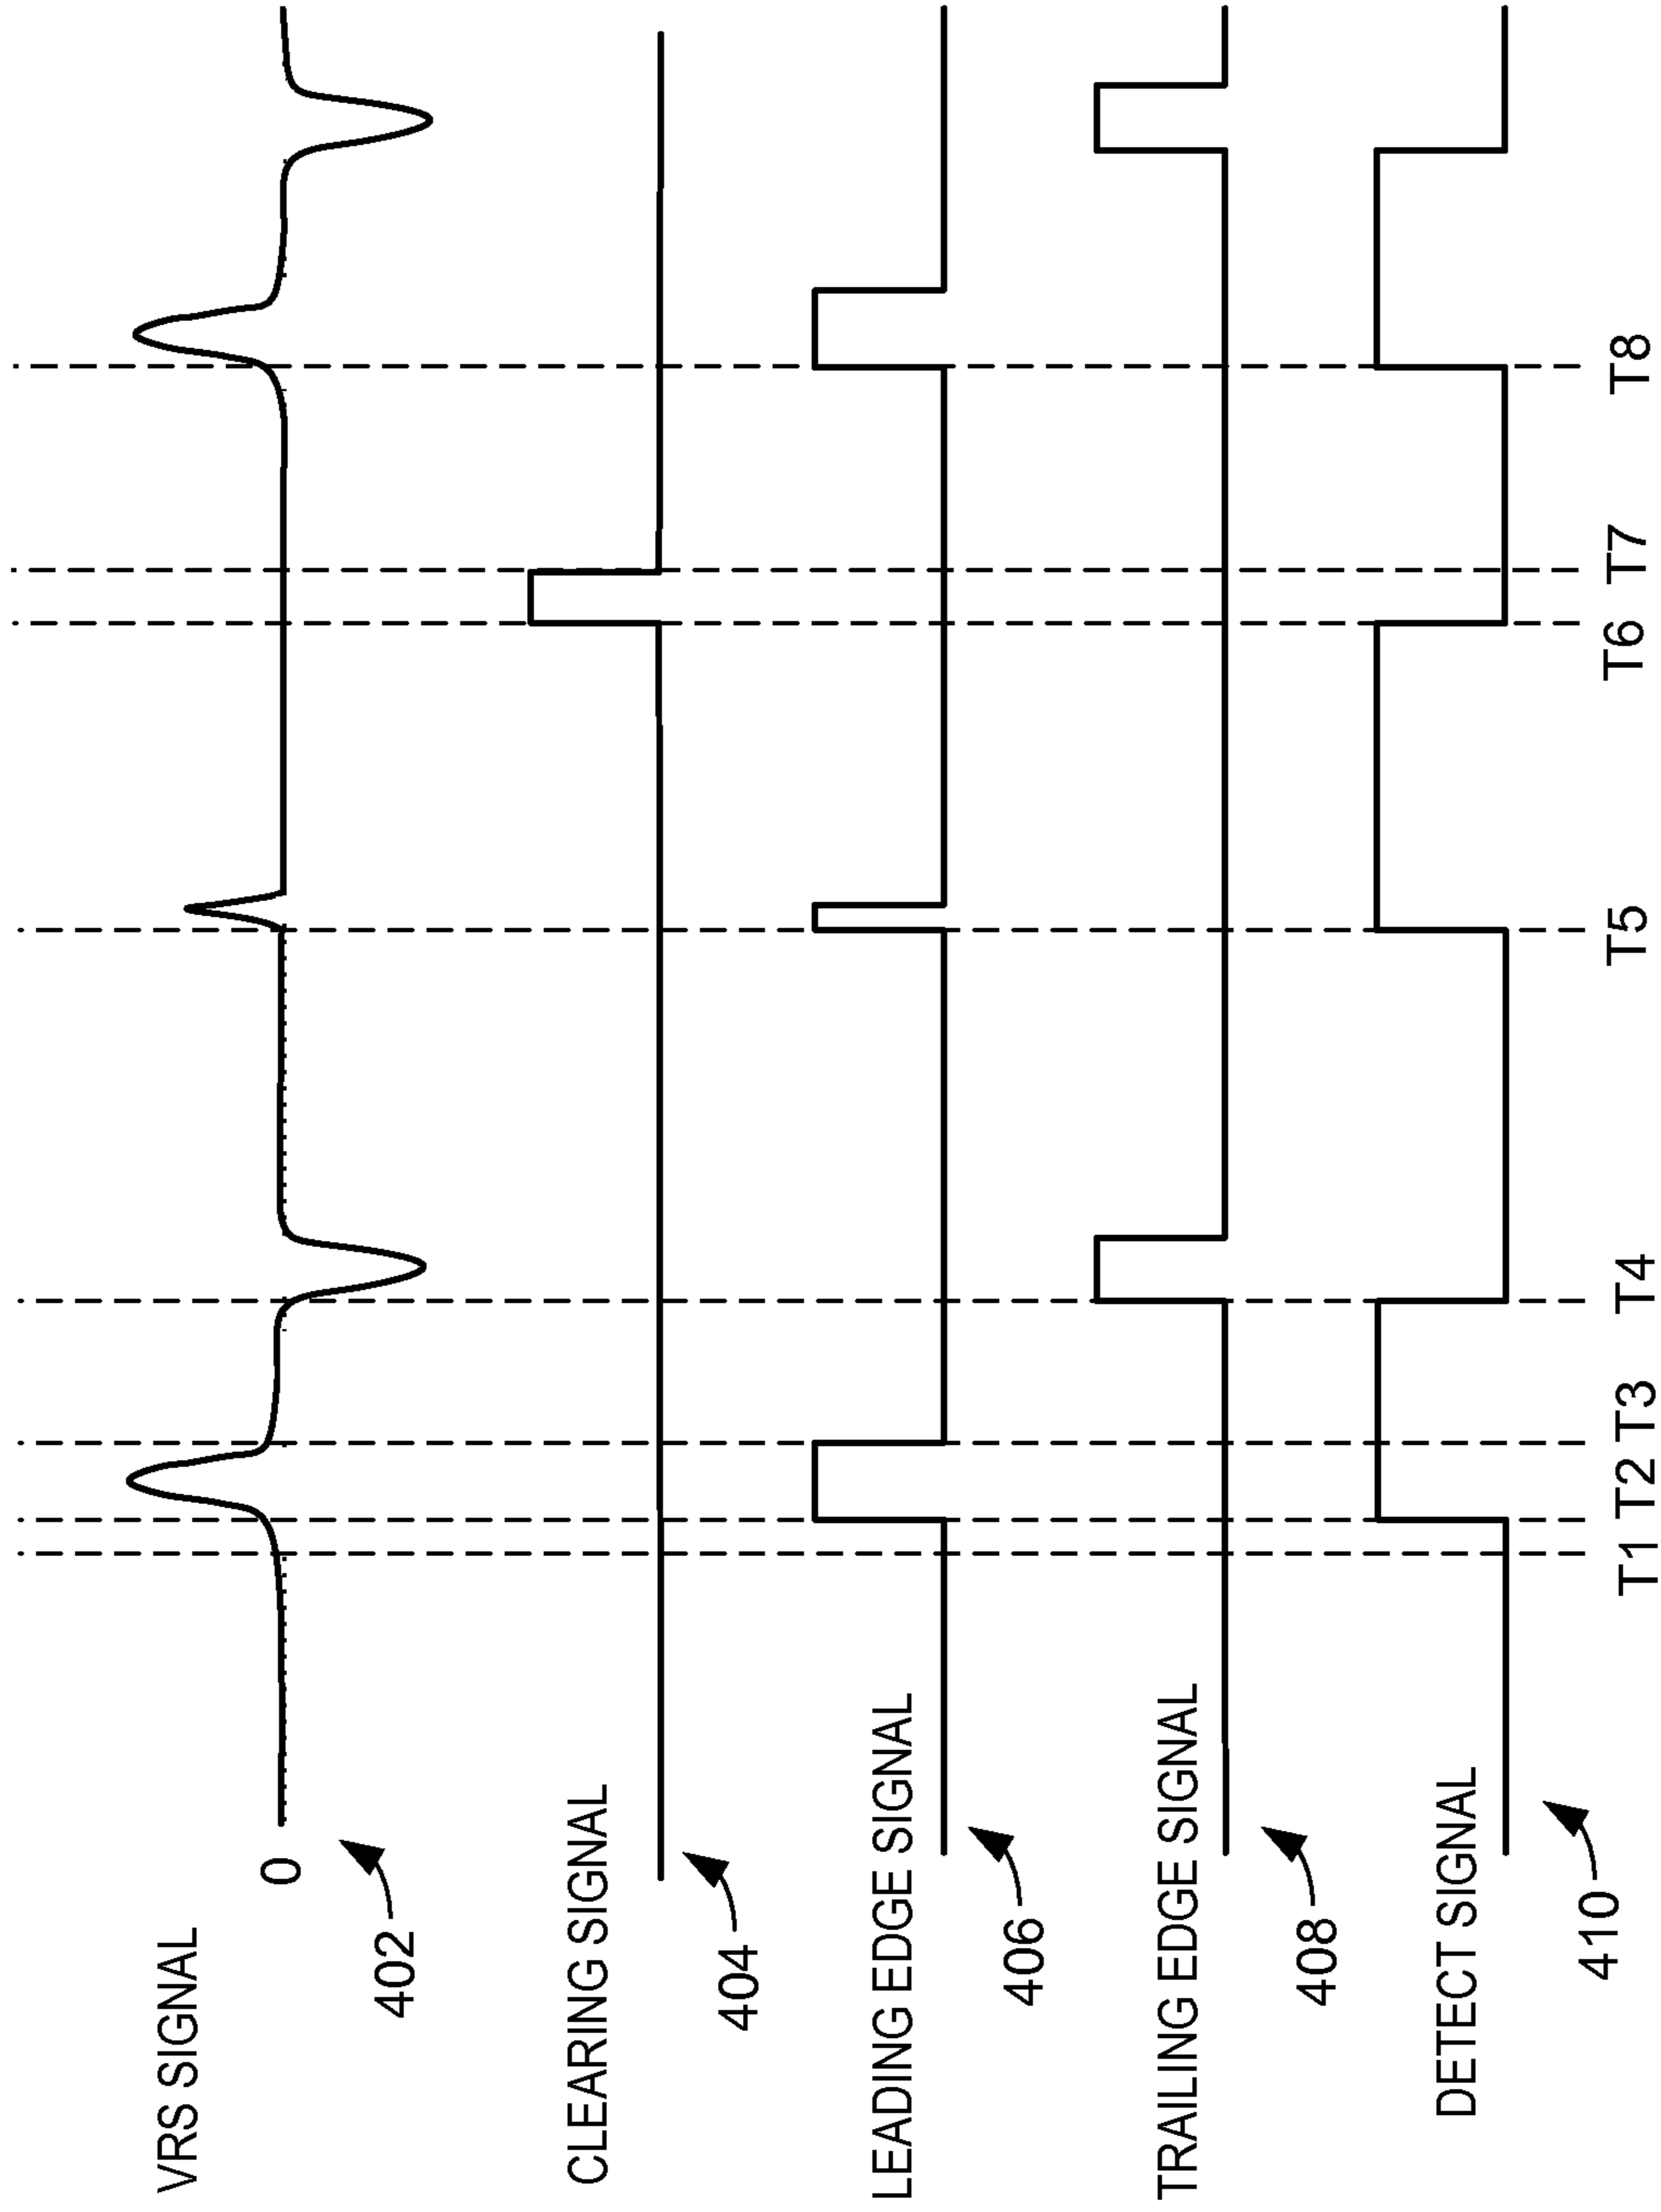 VRS SIGNAL
0
402
CLEARING SIGNAL
404
LEADING EDGE SIGNAL
406
TRAILING EDGE SIGNAL
408
DETECT SIGNAL
410
T1 T2 T3 T4 T5 T6 T7 T8